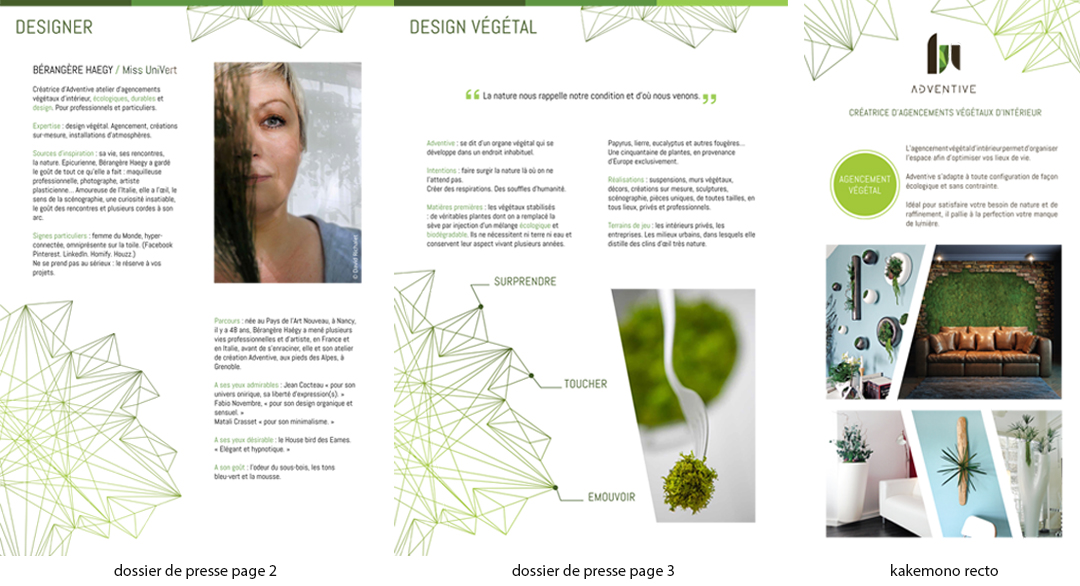 DESIGNER
BÉRANGÈRE HAEGY / Miss UniVert
Créatrice d'Adventive atelier d'agencements
végétaux d'intérieur, écologiques, durables et
design. Pour professionnels et particuliers.
Expertise : design végétal. Agencement, créations
sur-mesure, installations d'atmosphères.
Sources d'inspiration : sa vie, ses rencontres,
la nature. Epicurienne, Bérangère Haegy a gardé
le goût de tout ce qu'elle a fait : maquilleuse
professionnelle, photographe, artiste
plasticienne... Amoureuse de l'Italie, elle a l'œil, le
sens de la scénographie, une curiosité insatiable,
le goût des rencontres et plusieurs cordes à son
arc.
Signes particuliers : femme du Monde, hyper-
connectée, omniprésente sur la toile. (Facebook
Pinterest. LinkedIn. Homify. Houzz.)
Ne se prend pas au sérieux : le réserve à vos
projets.
© David Richalet
Parcours : née au Pays de l'Art Nouveau, à Nancy,
il y a 48 ans, Bérangère Haëgy a mené plusieurs
vies professionnelles et d'artiste, en France et
en Italie, avant de s'enraciner, elle et son atelier
de création Adventive, aux pieds des Alpes, à
Grenoble.
A ses yeux admirables : Jean Cocteau « pour son
univers onirique, sa liberté d'expression(s). »
Fabio Novembre, « pour son design organique et
sensuel. »
Matali Crasset « pour son minimalisme. »
A ses yeux désirable : le House bird des Eames.
« Elégant et hypnotique. »
A son goût : l'odeur du sous-bois, les tons
bleu-vert et la mousse.
dossier de presse page 2
DESIGN VÉGÉTAL
“ La nature nous rappelle notre condition et d'où nous venons. ”
Adventive : se dit d'un organe végétal qui se
développe dans un endroit inhabituel.
Intentions : faire surgir la nature là où on ne
l'attend pas.
Créer des respirations. Des souffles d'humanité.
Matières premières : les végétaux stabilisés
: de véritables plantes dont on a remplacé la
sève par injection d'un mélange écologique et
biodégradable. Ils ne nécessitent ni terre ni eau et
conservent leur aspect vivant plusieurs années.
Papyrus, lierre, eucalyptus et autres fougères...
Une cinquantaine de plantes, en provenance
d'Europe exclusivement.
Réalisations : suspensions, murs végétaux,
décors, créations sur mesure, sculptures,
scénographie, pièces uniques, de toutes tailles, en
tous lieux, privés et professionnels.
Terrains de jeu : les intérieurs privés, les
entreprises. Les milieux urbains, dans lesquels elle
distille des clins d'œil très nature.
SURPRENDRE
TOUCHER
EMOUVOIR
dossier de presse page 3
ADVENTIVE
CRÉATRICE D'AGENCEMENTS VÉGÉTAUX D'INTÉRIEUR
AGENCEMENT
VÉGÉTAL
L'agencement végétal d'intérieur permet d'organiser
l'espace afin d'optimiser vos lieux de vie.
Adventive s'adapte à toute configuration de façon
écologique et sans contrainte.
Idéal pour satisfaire votre besoin de nature et de
raffinement, il pallie à la perfection votre manque
de lumière.
kakemono recto